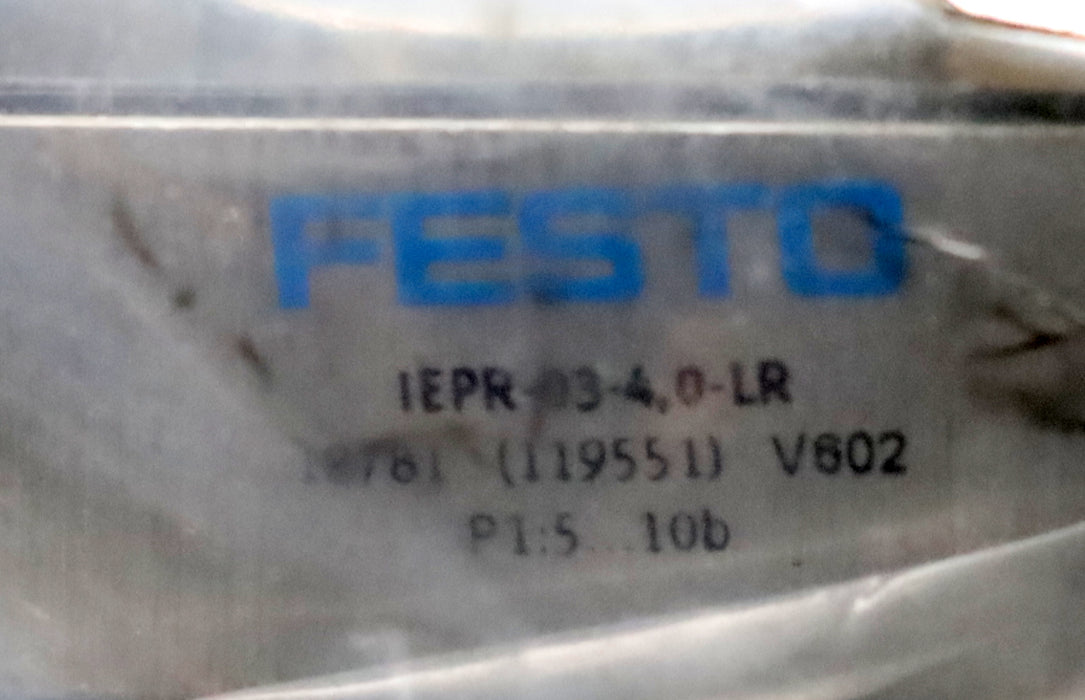 FESTO
IEPR-03-4,0-LR
(119551) V602
P1:5...10b